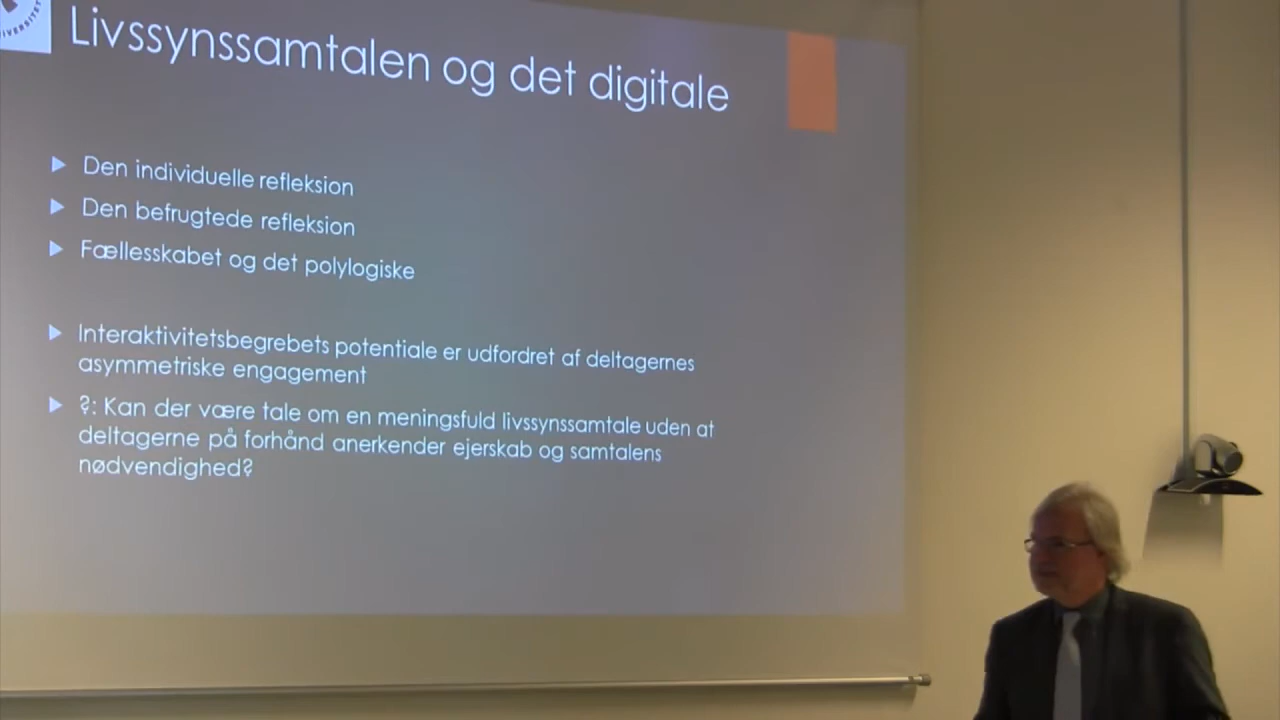 Livssynssamtalen og det digitale
Den individuelle refleksion
Den befrugtede refleksion
Fællesskabet og det polylogiske
Interaktivitetsbegrebets potentiale er udfordret af deltagernes
asymmetriske engagement
?: Kan der være tale om en meningsfuld livssynssamtale uden at
deltagerne på forhånd anerkender ejerskab og samtalens
nødvendighed?